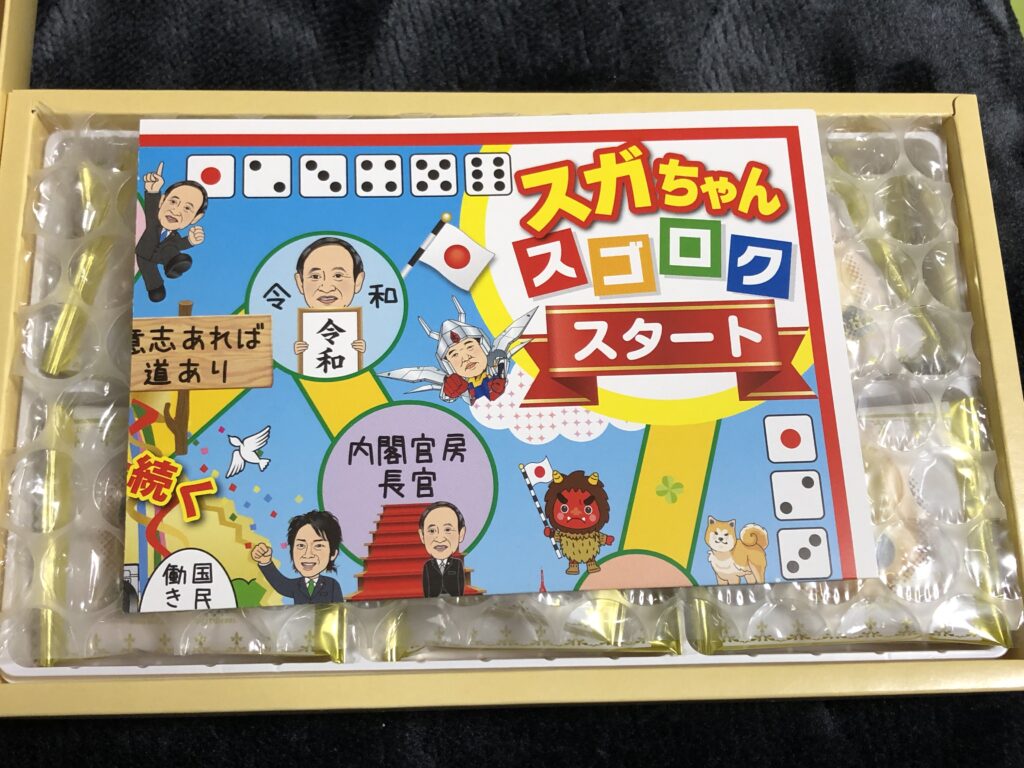 スガちゃん
スゴロク
スタート
令 和
令
和
意志あれば
道あり
内閣官房
長官
続く
国民
働き